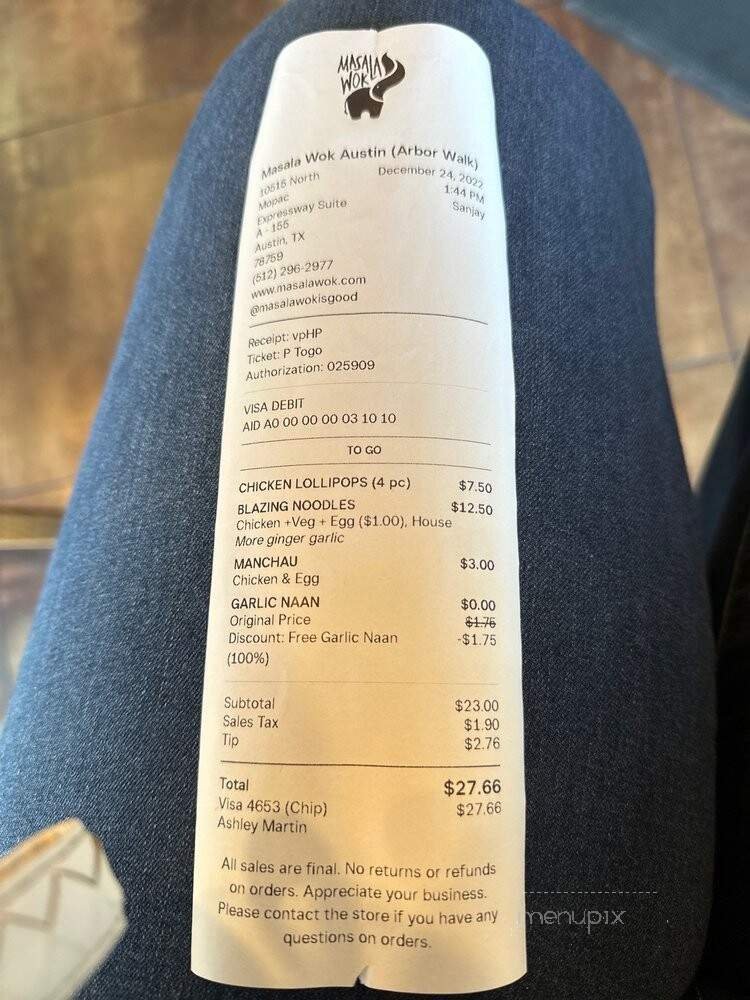 MASALA
WOK
Masala Wok Austin (Arbor Walk)
10515 North
Mopac
Expressway Suite
A - 155
Austin, TX
78759
(512) 296-2977
www.masalawok.com
@masalawokisgood
December 24, 2022
1:44 PM
Sanjay
Receipt: vpHP
Ticket: P Togo
Authorization: 025909
VISA DEBIT
AID A0 00 00 00 03 10 10
TO GO
CHICKEN LOLLIPOPS (4 pc) $7.50
BLAZING NOODLES $12.50
Chicken +Veg + Egg ($1.00), House
More ginger garlic
MANCHAU $3.00
Chicken & Egg
GARLIC NAAN $0.00
Original Price $1.75
Discount: Free Garlic Naan -$1.75
(100%)
Subtotal $23.00
Sales Tax $1.90
Tip $2.76
Total $27.66
Visa 4653 (Chip) $27.66
Ashley Martin
All sales are final. No returns or refunds
on orders. Appreciate your business.
Please contact the store if you have any
questions on orders.
menupix